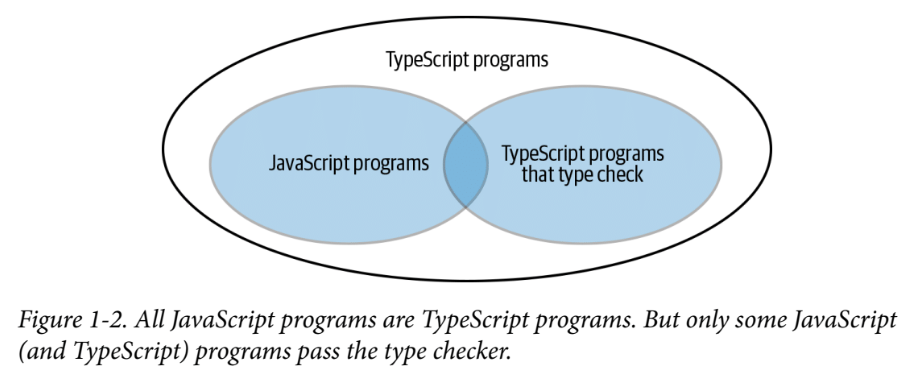 TypeScript programs
JavaScript programs
TypeScript programs
that type check
Figure 1-2. All JavaScript programs are TypeScript programs. But only some JavaScript
(and TypeScript) programs pass the type checker.